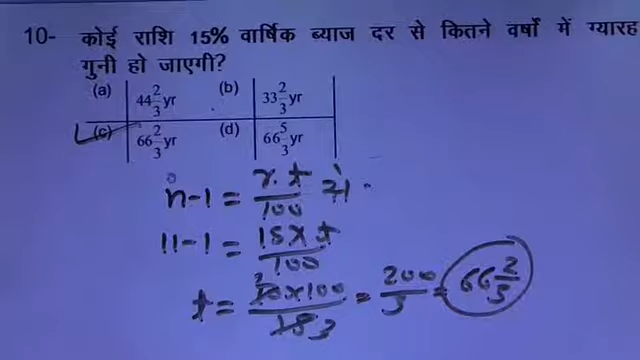 10- कोई राशि 15% वार्षिक ब्याज दर से कितने वर्षों में ग्यारह
गुनी हो जाएगी?
(a) 44 2/3 yr (b) 33 2/3 yr
(c) 66 2/3 yr (d) 66 5/3 yr
n-1 = r.t/100
11-1 = 15×t/100
t = 10×100/15 = 200/3 = 66 2/3